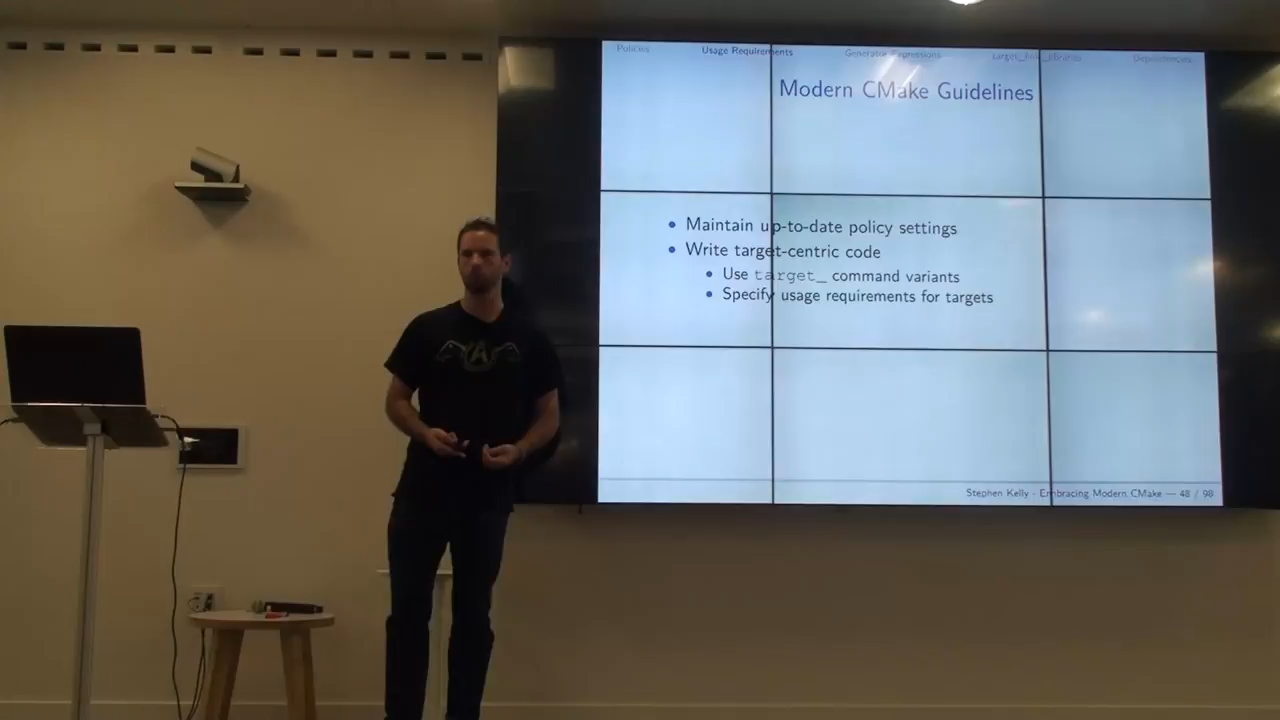 Policies Usage Requirements Generator Expressions target_link_libraries Dependencies
Modern CMake Guidelines
• Maintain up-to-date policy settings
• Write target-centric code
• Use target_ command variants
• Specify usage requirements for targets
Stephen Kelly - Embracing Modern CMake — 48 / 98
A